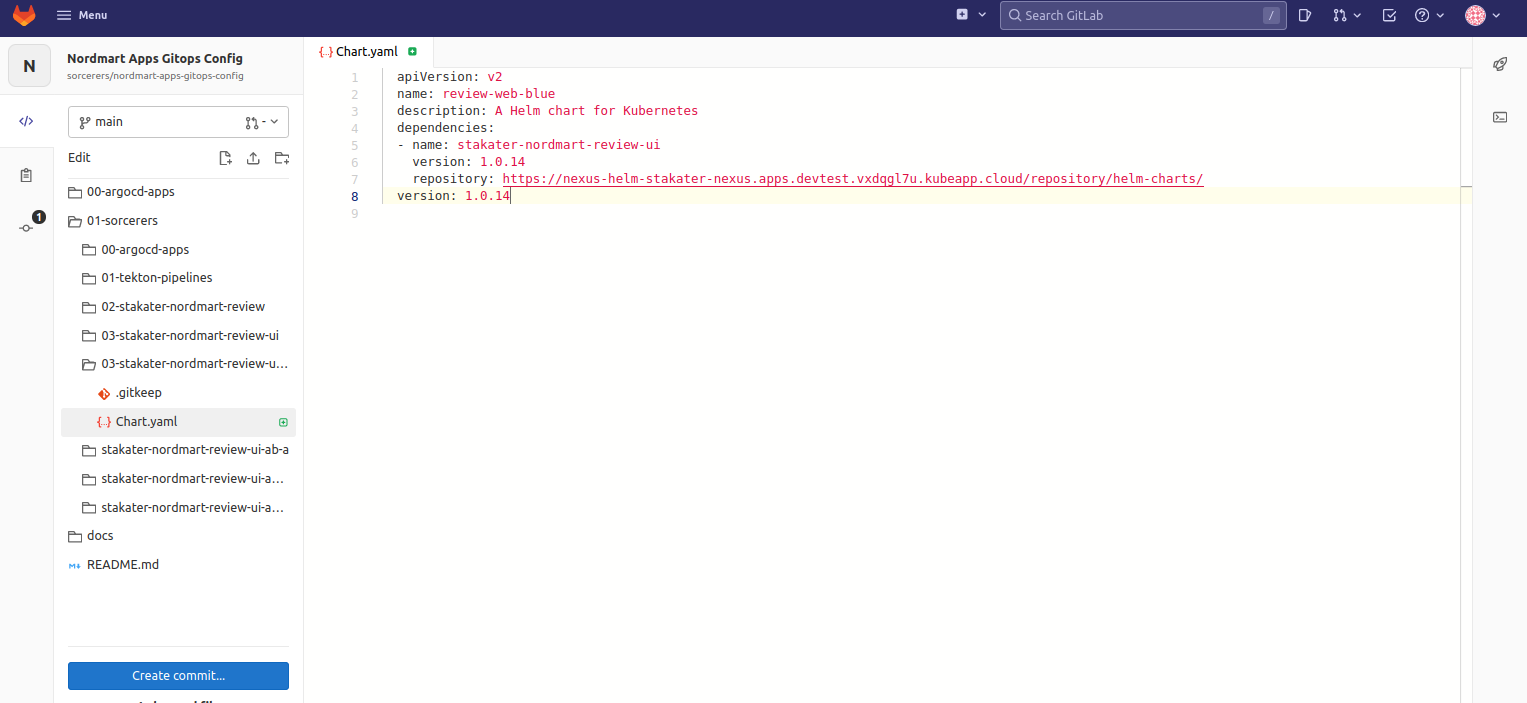 Menu
Search GitLab
/
N
Nordmart Apps Gitops Config
sorcerers/nordmart-apps-gitops-config
{..} Chart.yaml
main
-
Edit
00-argocd-apps
01-sorcerers
1
00-argocd-apps
01-tekton-pipelines
02-stakater-nordmart-review
03-stakater-nordmart-review-ui
03-stakater-nordmart-review-u...
.gitkeep
{..} Chart.yaml
stakater-nordmart-review-ui-ab-a
stakater-nordmart-review-ui-a...
stakater-nordmart-review-ui-a...
docs
M↓ README.md
Create commit...
1 apiVersion: v2
2 name: review-web-blue
3 description: A Helm chart for Kubernetes
4 dependencies:
5 - name: stakater-nordmart-review-ui
6 version: 1.0.14
7 repository: https://nexus-helm-stakater-nexus.apps.devtest.vxdqgl7u.kubeapp.cloud/repository/helm-charts/
8 version: 1.0.14
9